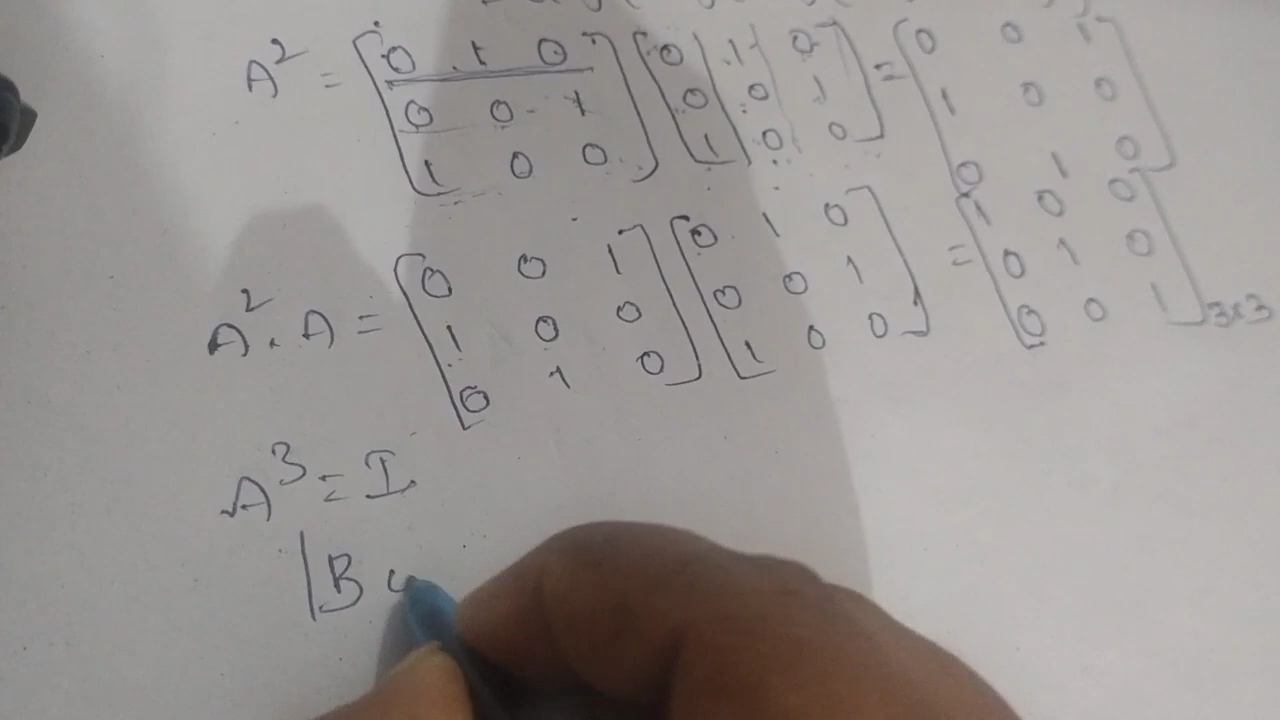 A² = [0 1 0] [0 1 0] = [0 0 1]
[0 0 1] [0 0 1] [1 0 0]
[1 0 0] [1 0 0] [0 1 0]
A². A = [0 0 1] [0 1 0] = [1 0 0]
[1 0 0] [0 0 1] [0 1 0]
[0 1 0] [1 0 0] [0 0 1]3×3
A³ = I
|B